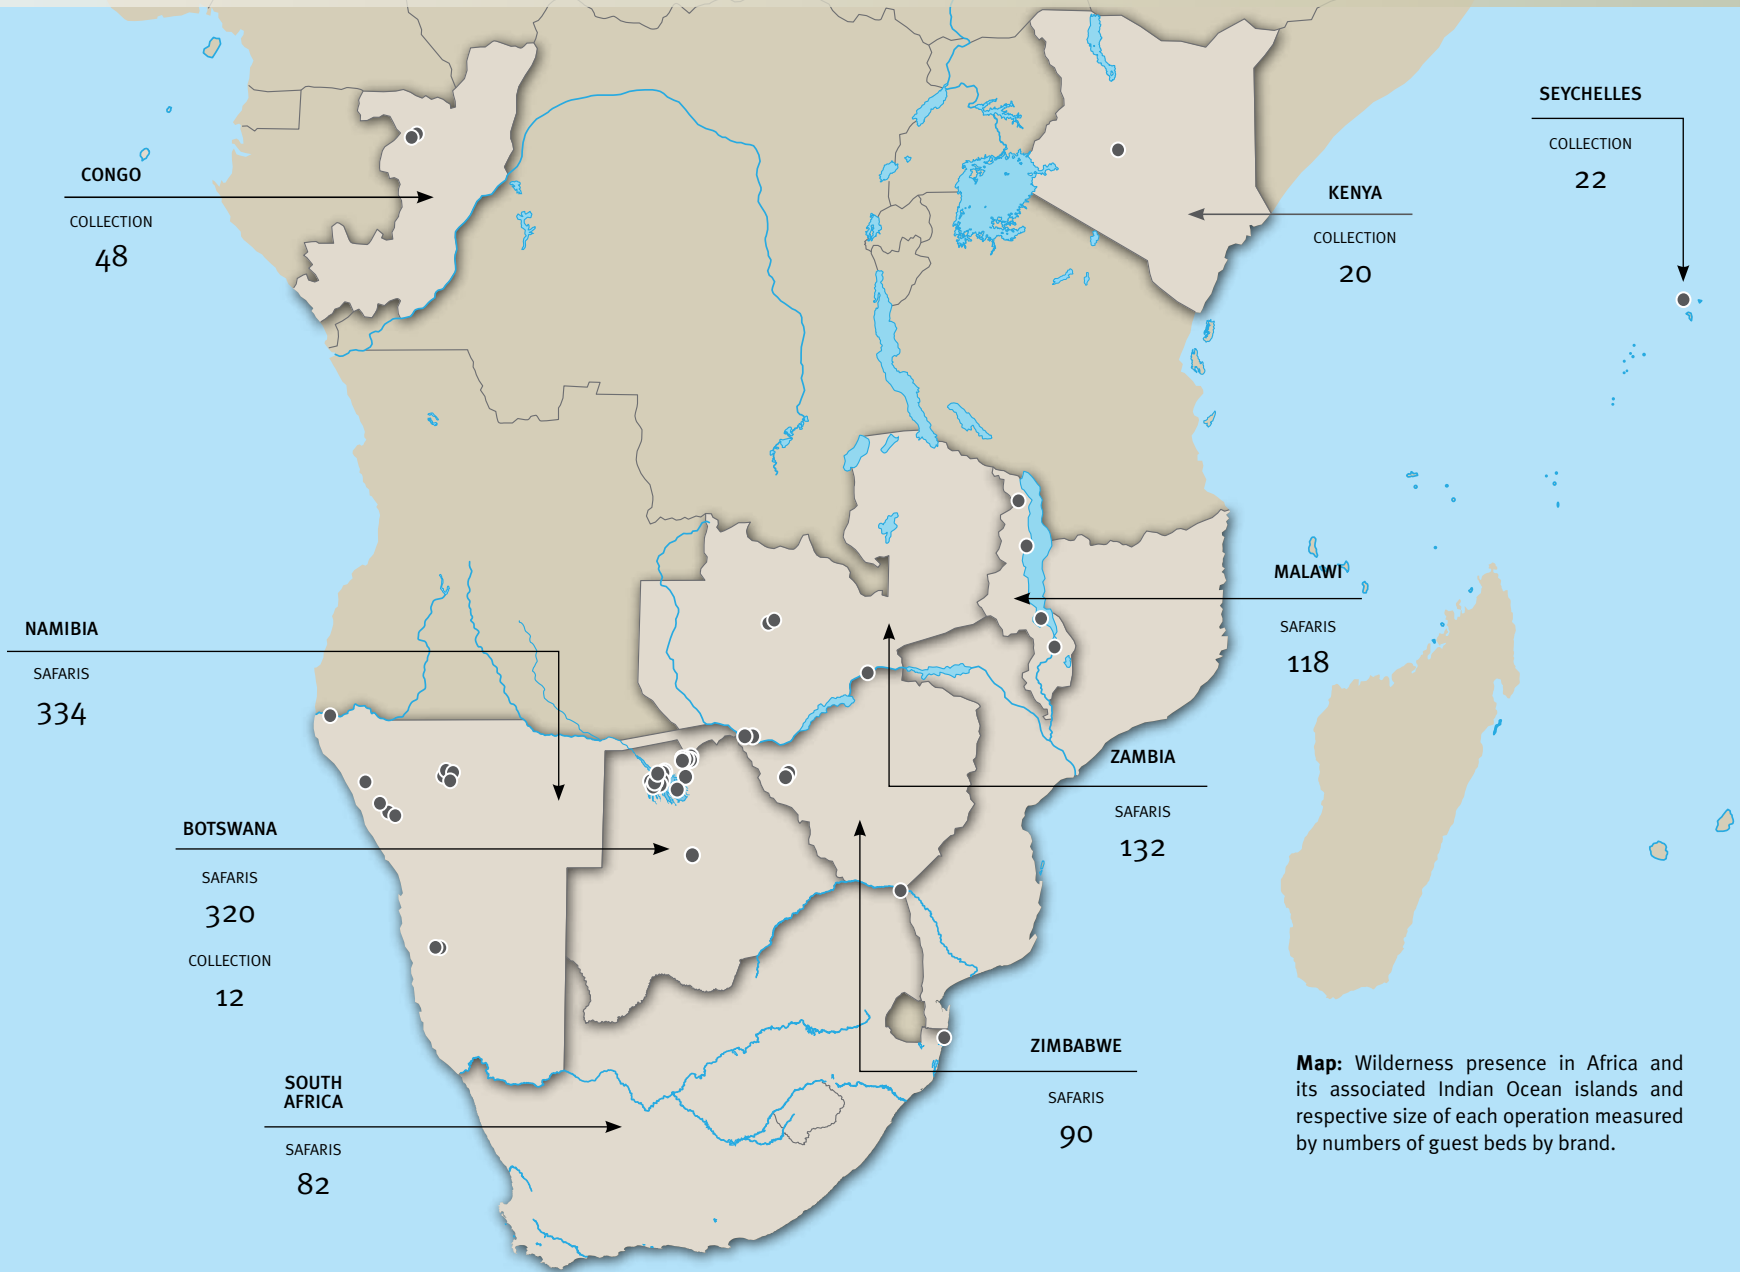 CONGO
COLLECTION
48
SEYCHELLES
COLLECTION
22
KENYA
COLLECTION
20
MALAWI
SAFARIS
118
NAMIBIA
SAFARIS
334
ZAMBIA
SAFARIS
132
BOTSWANA
SAFARIS
320
COLLECTION
12
ZIMBABWE
SAFARIS
90
SOUTH
AFRICA
SAFARIS
82
Map: Wilderness presence in Africa and
its associated Indian Ocean islands and
respective size of each operation measured
by numbers of guest beds by brand.